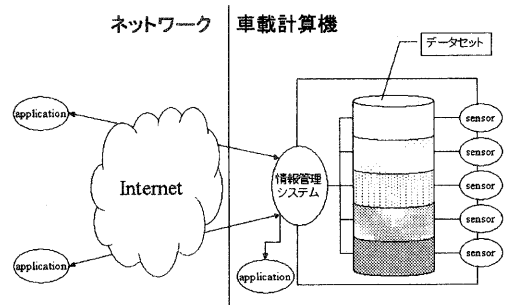 ネットワーク
車載計算機
データセット
application
sensor
sensor
Internet
情報管理
システム
sensor
sensor
application
application
sensor